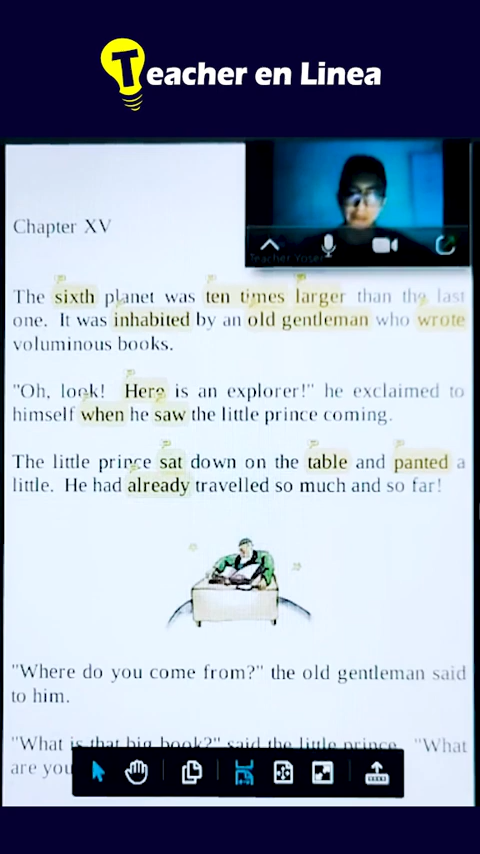 Teacher en Linea
Chapter XV
Teacher Yoser
The sixth planet was ten times larger than the last
one. It was inhabited by an old gentleman who wrote
voluminous books.
"Oh, look! Here is an explorer!" he exclaimed to
himself when he saw the little prince coming.
The little prince sat down on the table and panted a
little. He had already travelled so much and so far!
"Where do you come from?" the old gentleman said
to him.
"What is that big book?" said the little prince. "What
are you